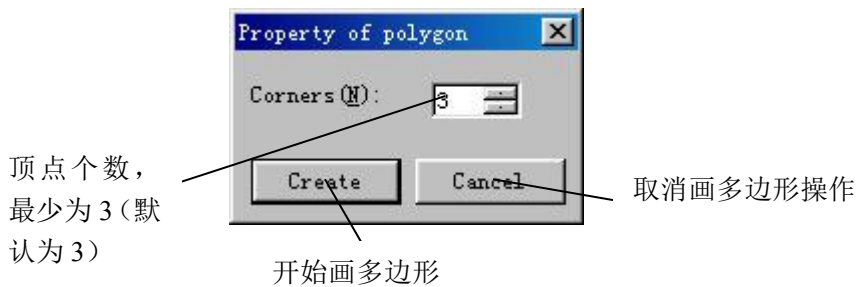 Property of polygon
Corners(N):
3
Create
Cancel
顶点个数，
最少为3（默
认为3）
取消画多边形操作
开始画多边形